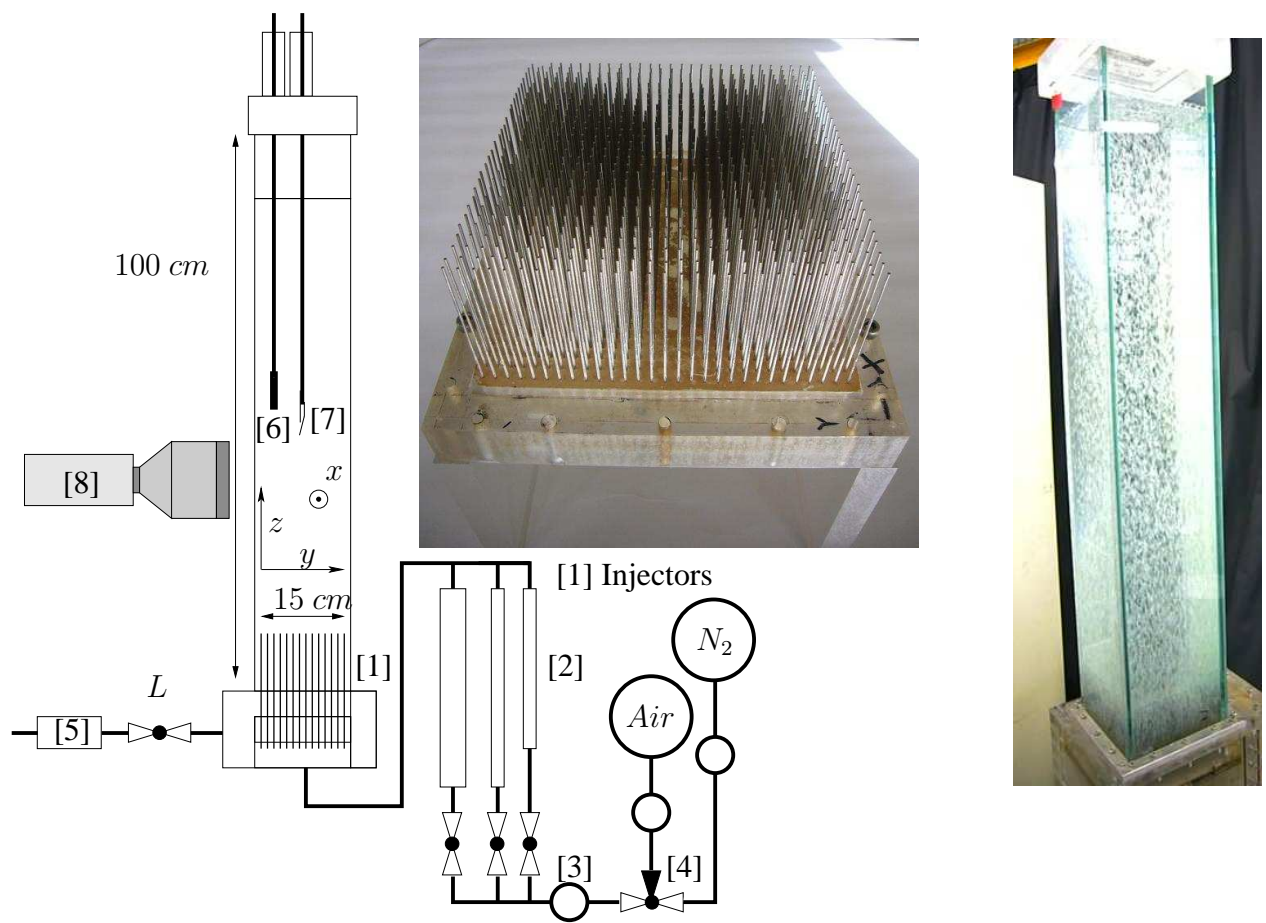 100 cm
[6]
[7]
[8]
x
z
y
15 cm
[1] Injectors
[1]
[2]
N2
Air
L
[5]
[3]
[4]
X
Y